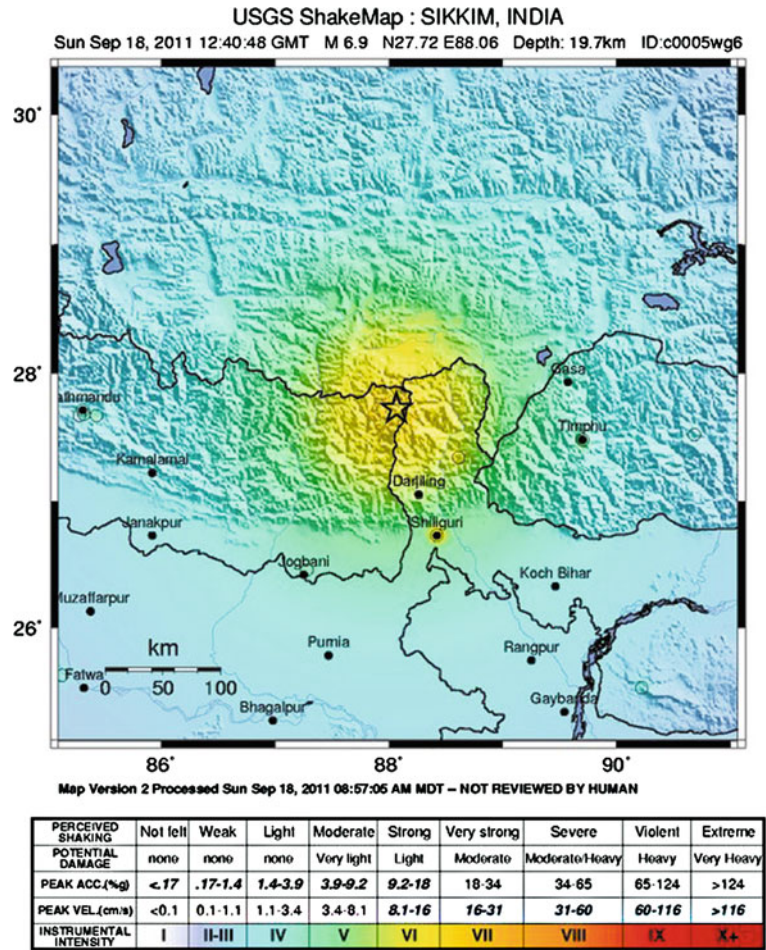 USGS ShakeMap : SIKKIM, INDIA
Sun Sep 18, 2011 12:40:48 GMT M 6.9 N27.72 E88.06 Depth: 19.7km ID:c0005wg6
30°
28°
Gasa
athmandu
Timphu
Kamalamai
Darjiling
Janakpur
Shiliguri
Jogbani
Koch Bihar
Muzaffarpur
26°
km
Purnia
Rangpur
Fatwa
0 50 100
Bhagalpur
Gaybanda
86° 88° 90°
Map Version 2 Processed Sun Sep 18, 2011 08:57:05 AM MDT – NOT REVIEWED BY HUMAN
PERCEIVED SHAKING Not felt Weak Light Moderate Strong Very strong Severe Violent Extreme
POTENTIAL DAMAGE none none none Very light Light Moderate Moderate/Heavy Heavy Very Heavy
PEAK ACC.(%g) <.17 .17-1.4 1.4-3.9 3.9-9.2 9.2-18 18-34 34-65 65-124 >124
PEAK VEL.(cm/s) <0.1 0.1-1.1 1.1-3.4 3.4-8.1 8.1-16 16-31 31-60 60-116 >116
INSTRUMENTAL INTENSITY I II-III IV V VI VII VIII IX X+